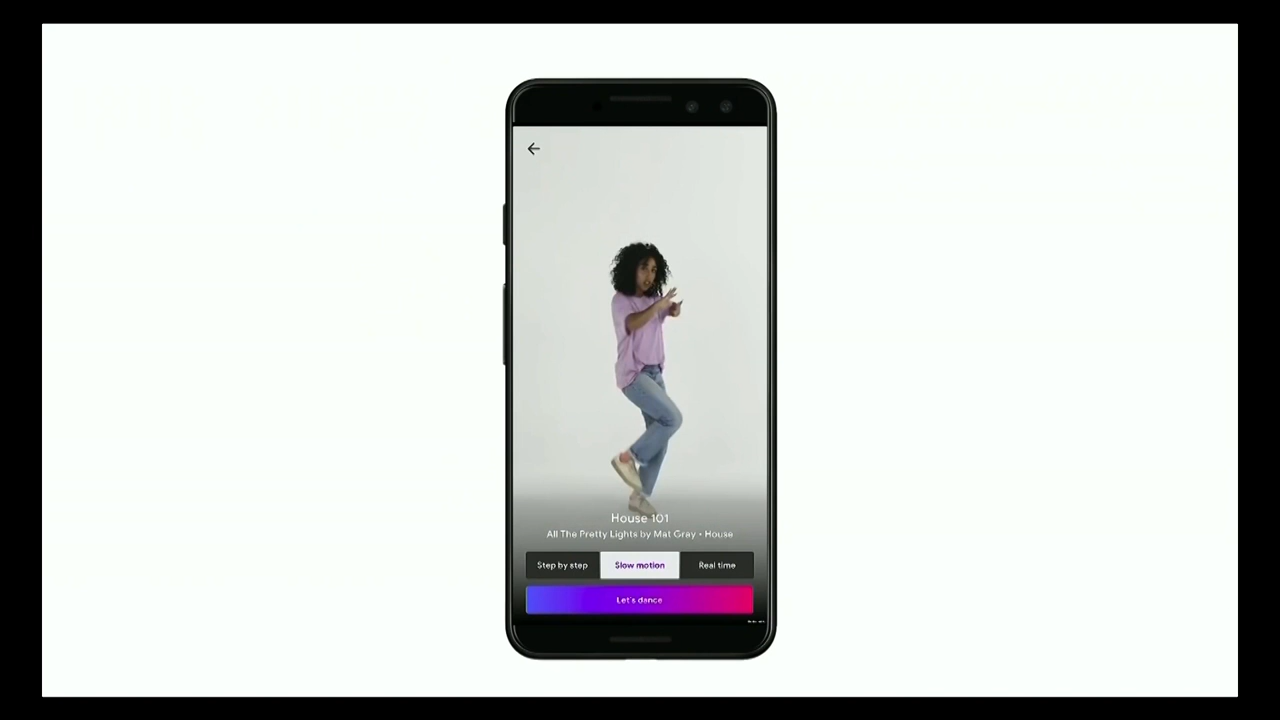 House 101
All The Pretty Lights by Mat Gray • House
Step by step
Slow motion
Real time
Let's dance